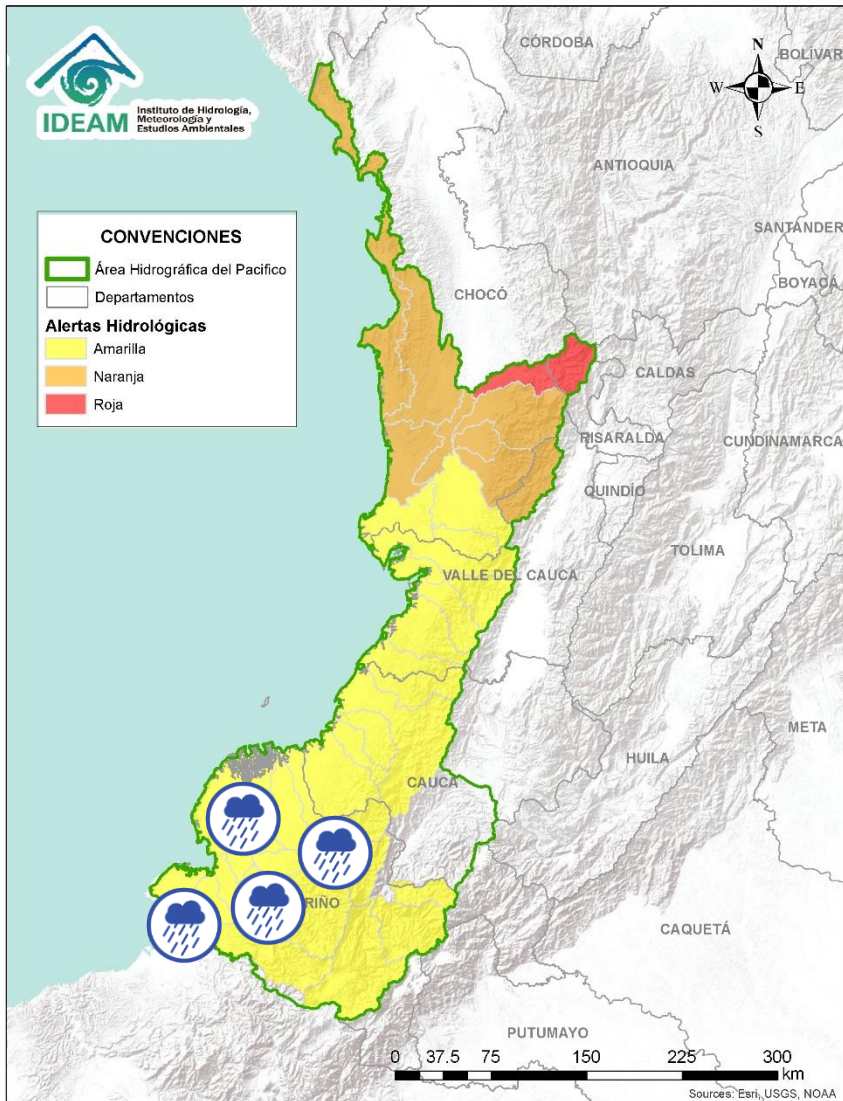 IDEAM
Instituto de Hidrología,
Meteorología y
Estudios Ambientales
CÓRDOBA
BOLÍVAR
N
W
E
S
ANTIOQUIA
SANTANDER
BOYACÁ
CONVENCIONES
Área Hidrográfica del Pacifico
Departamentos
Alertas Hidrológicas
Amarilla
Naranja
Roja
CHOCÓ
CALDAS
RISARALDA
CUNDINAMARCA
QUINDÍO
TOLIMA
VALLE DEL CAUCA
META
HUILA
CAUCA
RIÑO
CAQUETÁ
PUTUMAYO
0 37.5 75 150 225 300
km
Sources: Esri, USGS, NOAA